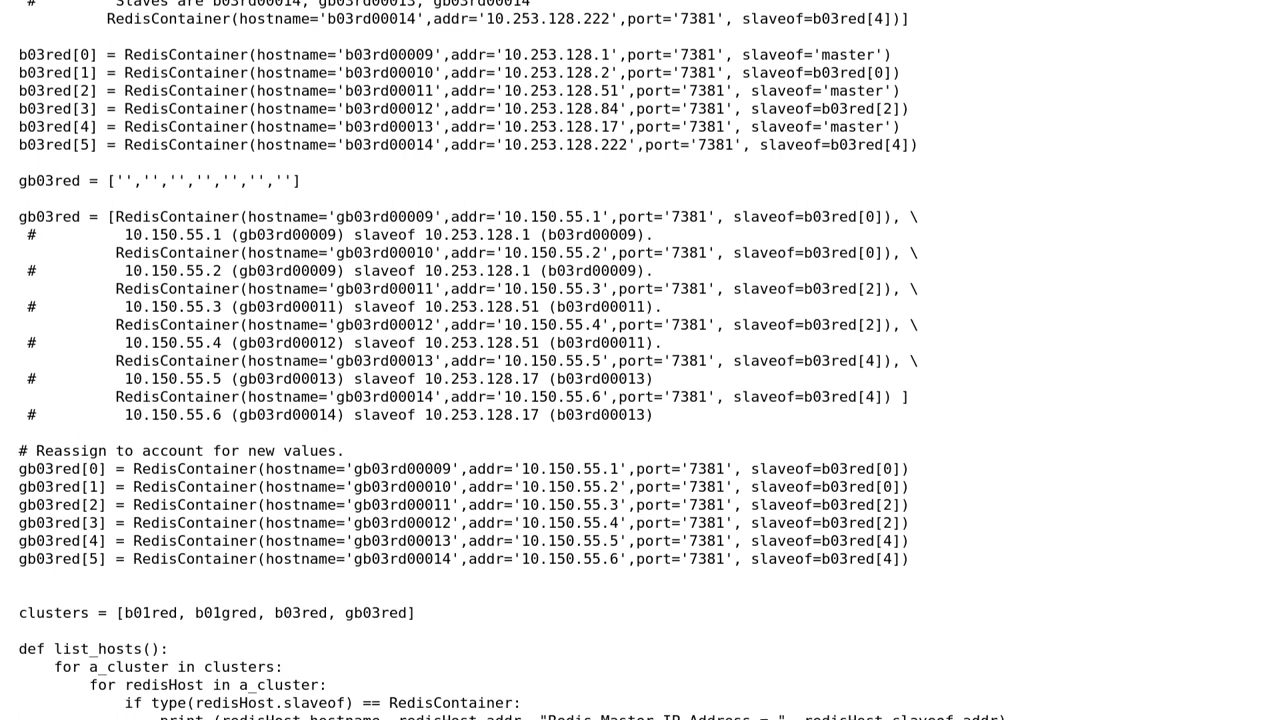 #         Slaves are b03rd00014, gb03rd00013, gb03rd00014
          RedisContainer(hostname='b03rd00014',addr='10.253.128.222',port='7381', slaveof=b03red[4])]
b03red[0] = RedisContainer(hostname='b03rd00009',addr='10.253.128.1',port='7381', slaveof='master')
b03red[1] = RedisContainer(hostname='b03rd00010',addr='10.253.128.2',port='7381', slaveof=b03red[0])
b03red[2] = RedisContainer(hostname='b03rd00011',addr='10.253.128.51',port='7381', slaveof='master')
b03red[3] = RedisContainer(hostname='b03rd00012',addr='10.253.128.84',port='7381', slaveof=b03red[2])
b03red[4] = RedisContainer(hostname='b03rd00013',addr='10.253.128.17',port='7381', slaveof='master')
b03red[5] = RedisContainer(hostname='b03rd00014',addr='10.253.128.222',port='7381', slaveof=b03red[4])
gb03red = ['','','','','','','']
gb03red = [RedisContainer(hostname='gb03rd00009',addr='10.150.55.1',port='7381', slaveof=b03red[0]), \
 #          10.150.55.1 (gb03rd00009) slaveof 10.253.128.1 (b03rd00009).
           RedisContainer(hostname='gb03rd00010',addr='10.150.55.2',port='7381', slaveof=b03red[0]), \
 #          10.150.55.2 (gb03rd00009) slaveof 10.253.128.1 (b03rd00009).
           RedisContainer(hostname='gb03rd00011',addr='10.150.55.3',port='7381', slaveof=b03red[2]), \
 #          10.150.55.3 (gb03rd00011) slaveof 10.253.128.51 (b03rd00011).
           RedisContainer(hostname='gb03rd00012',addr='10.150.55.4',port='7381', slaveof=b03red[2]), \
 #          10.150.55.4 (gb03rd00012) slaveof 10.253.128.51 (b03rd00011).
           RedisContainer(hostname='gb03rd00013',addr='10.150.55.5',port='7381', slaveof=b03red[4]), \
 #          10.150.55.5 (gb03rd00013) slaveof 10.253.128.17 (b03rd00013)
           RedisContainer(hostname='gb03rd00014',addr='10.150.55.6',port='7381', slaveof=b03red[4]) ]
 #          10.150.55.6 (gb03rd00014) slaveof 10.253.128.17 (b03rd00013)
# Reassign to account for new values.
gb03red[0] = RedisContainer(hostname='gb03rd00009',addr='10.150.55.1',port='7381', slaveof=b03red[0])
gb03red[1] = RedisContainer(hostname='gb03rd00010',addr='10.150.55.2',port='7381', slaveof=b03red[0])
gb03red[2] = RedisContainer(hostname='gb03rd00011',addr='10.150.55.3',port='7381', slaveof=b03red[2])
gb03red[3] = RedisContainer(hostname='gb03rd00012',addr='10.150.55.4',port='7381', slaveof=b03red[2])
gb03red[4] = RedisContainer(hostname='gb03rd00013',addr='10.150.55.5',port='7381', slaveof=b03red[4])
gb03red[5] = RedisContainer(hostname='gb03rd00014',addr='10.150.55.6',port='7381', slaveof=b03red[4])
clusters = [b01red, b01gred, b03red, gb03red]
def list_hosts():
    for a_cluster in clusters:
        for redisHost in a_cluster:
            if type(redisHost.slaveof) == RedisContainer:
                print (redisHost.hostname, redisHost.addr, "Redis Master IP Address = ", redisHost.slaveof.addr)